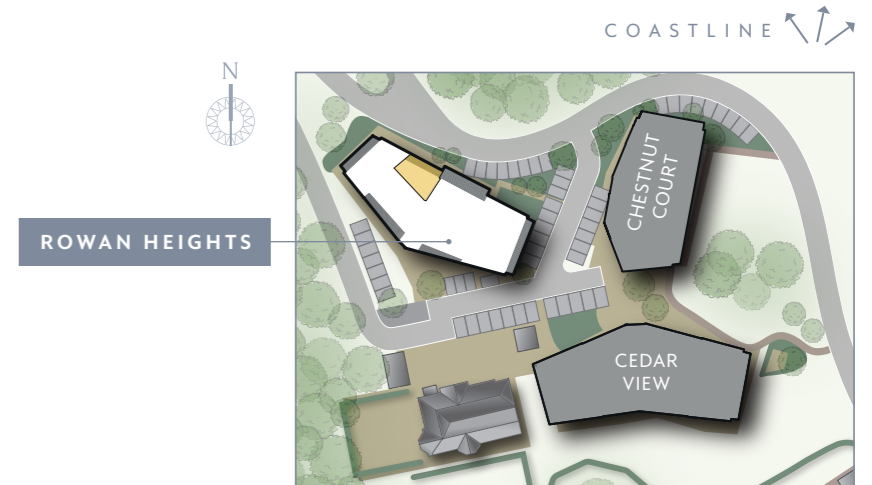 COASTLINE
N
CHESTNUT
COURT
ROWAN HEIGHTS
CEDAR
VIEW